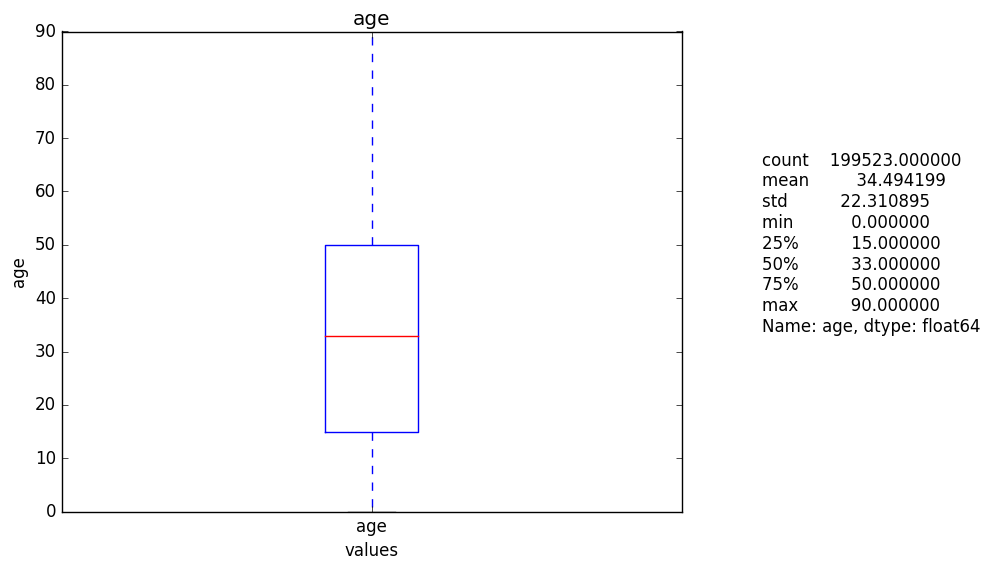 age
90
80
70
60
50
40
30
20
10
0
age
age
values
count 199523.000000
mean 34.494199
std 22.310895
min 0.000000
25% 15.000000
50% 33.000000
75% 50.000000
max 90.000000
Name: age, dtype: float64